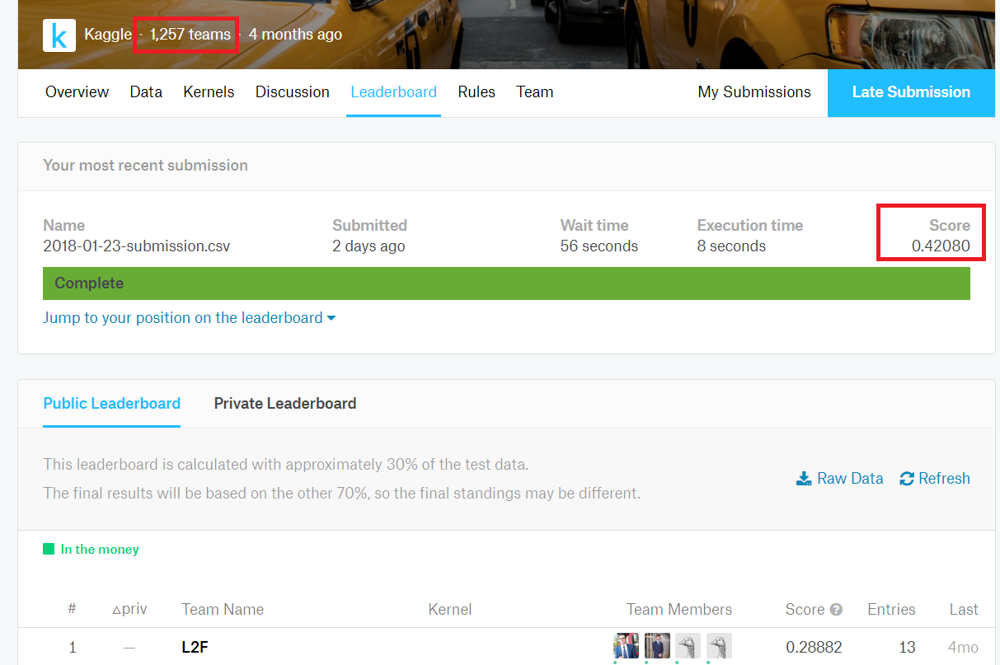 k Kaggle · 1,257 teams · 4 months ago
Overview Data Kernels Discussion Leaderboard Rules Team My Submissions Late Submission
Your most recent submission
Name Submitted Wait time Execution time Score
2018-01-23-submission.csv 2 days ago 56 seconds 8 seconds 0.42080
Complete
Jump to your position on the leaderboard
Public Leaderboard Private Leaderboard
This leaderboard is calculated with approximately 30% of the test data.
The final results will be based on the other 70%, so the final standings may be different.
Raw Data Refresh
In the money
# △priv Team Name Kernel Team Members Score ? Entries Last
1 — L2F 0.28882 13 4mo